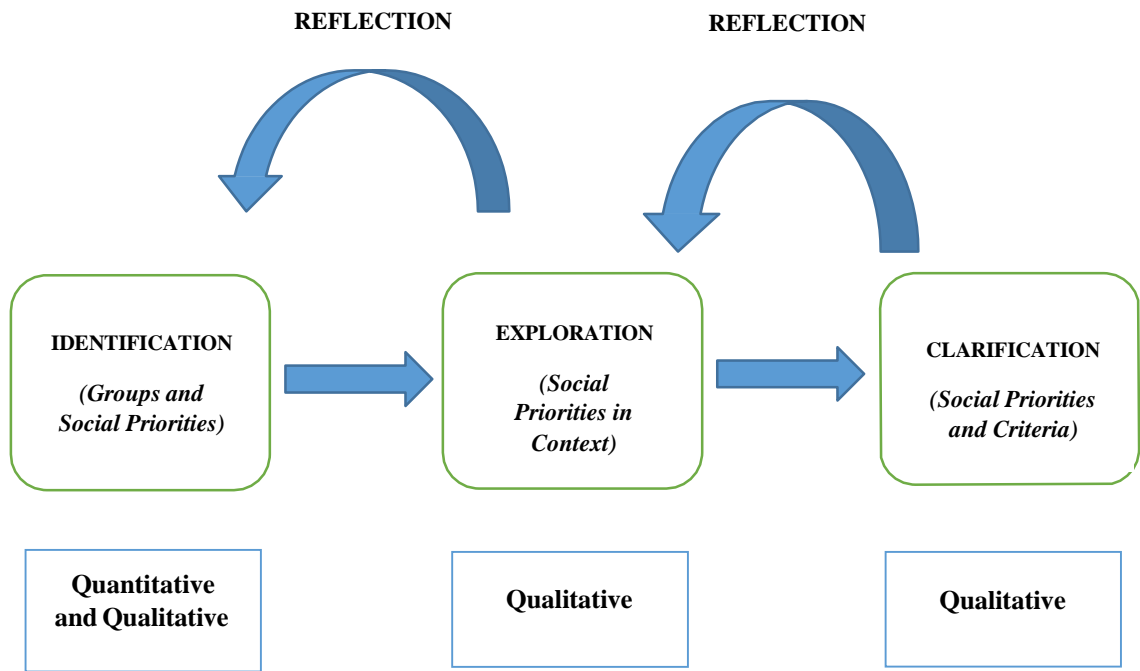 REFLECTION
REFLECTION
IDENTIFICATION
(Groups and
Social Priorities)
EXPLORATION
(Social
Priorities in
Context)
CLARIFICATION
(Social Priorities
and Criteria)
Quantitative
and Qualitative
Qualitative
Qualitative